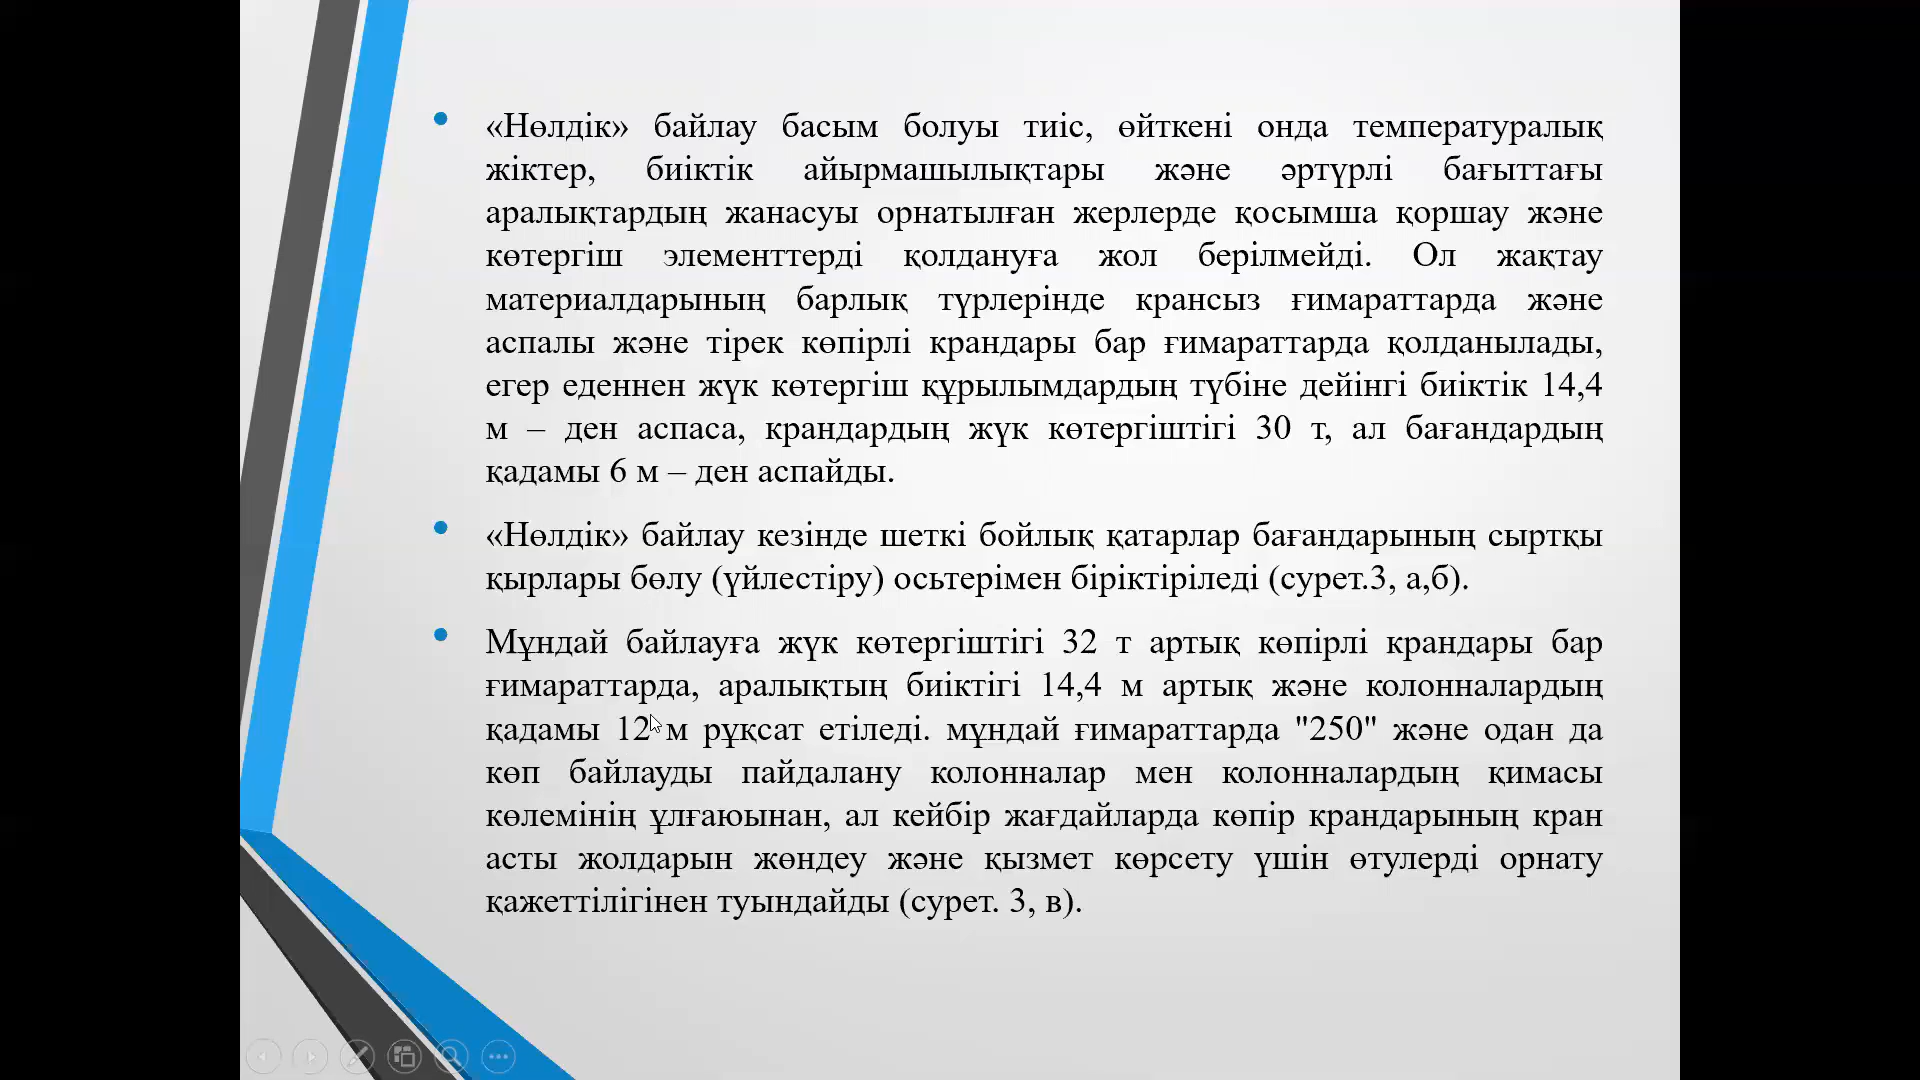 «Нөлдік» байлау басым болуы тиіс, өйткені онда температуралық
жіктер, биіктік айырмашылықтары және әртүрлі бағыттағы
аралықтардың жанасуы орнатылған жерлерде қосымша қоршау және
көтергіш элементтерді қолдануға жол берілмейді. Ол жақтау
материалдарының барлық түрлерінде крансыз ғимараттарда және
аспалы және тірек көпірлі крандары бар ғимараттарда қолданылады,
егер еденнен жүк көтергіш құрылымдардың түбіне дейінгі биіктік 14,4
м – ден аспаса, крандардың жүк көтергіштігі 30 т, ал бағандардың
қадамы 6 м – ден аспайды.
«Нөлдік» байлау кезінде шеткі бойлық қатарлар бағандарының сыртқы
қырлары бөлу (үйлестіру) осьтерімен біріктіріледі (сурет.3, а,б).
Мұндай байлауға жүк көтергіштігі 32 т артық көпірлі крандары бар
ғимараттарда, аралықтың биіктігі 14,4 м артық және колонналардың
қадамы 12 м рұқсат етіледі. мұндай ғимараттарда "250" және одан да
көп байлауды пайдалану колонналар мен колонналардың қимасы
көлемінің ұлғаюынан, ал кейбір жағдайларда көпір крандарының кран
асты жолдарын жөндеу және қызмет көрсету үшін өтулерді орнату
қажеттілігінен туындайды (сурет. 3, в).